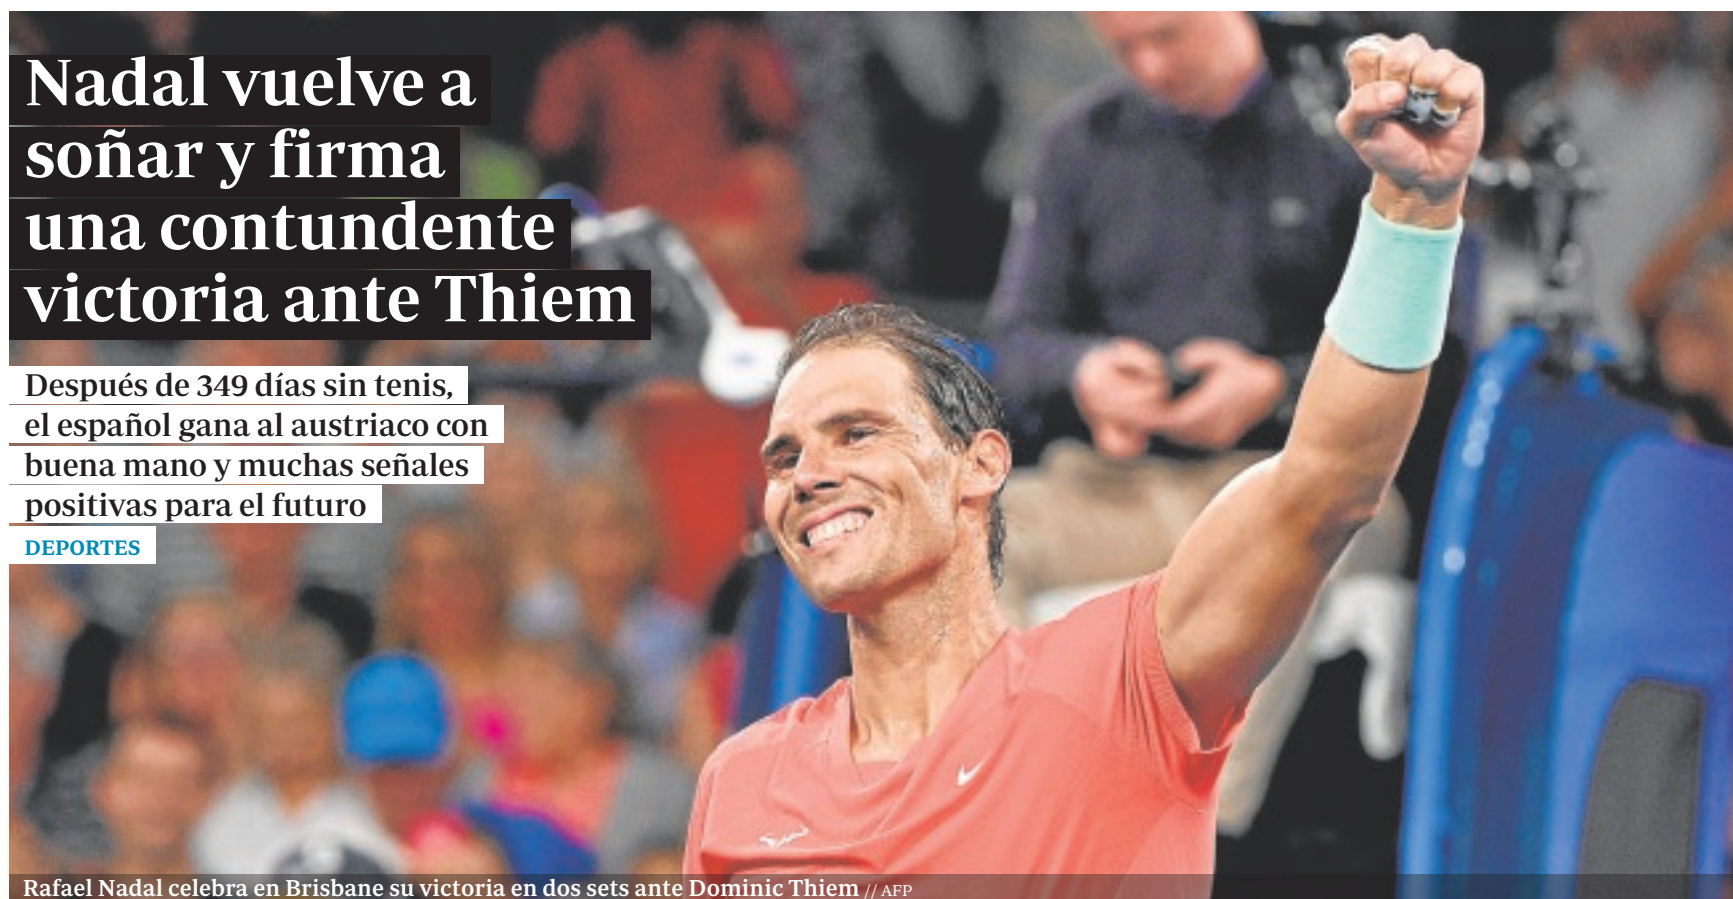 Nadal vuelve a
soñar y firma
una contundente
victoria ante Thiem
Después de 349 días sin tenis,
el español gana al austriaco con
buena mano y muchas señales
positivas para el futuro
DEPORTES
Rafael Nadal celebra en Brisbane su victoria en dos sets ante Dominic Thiem // AFP